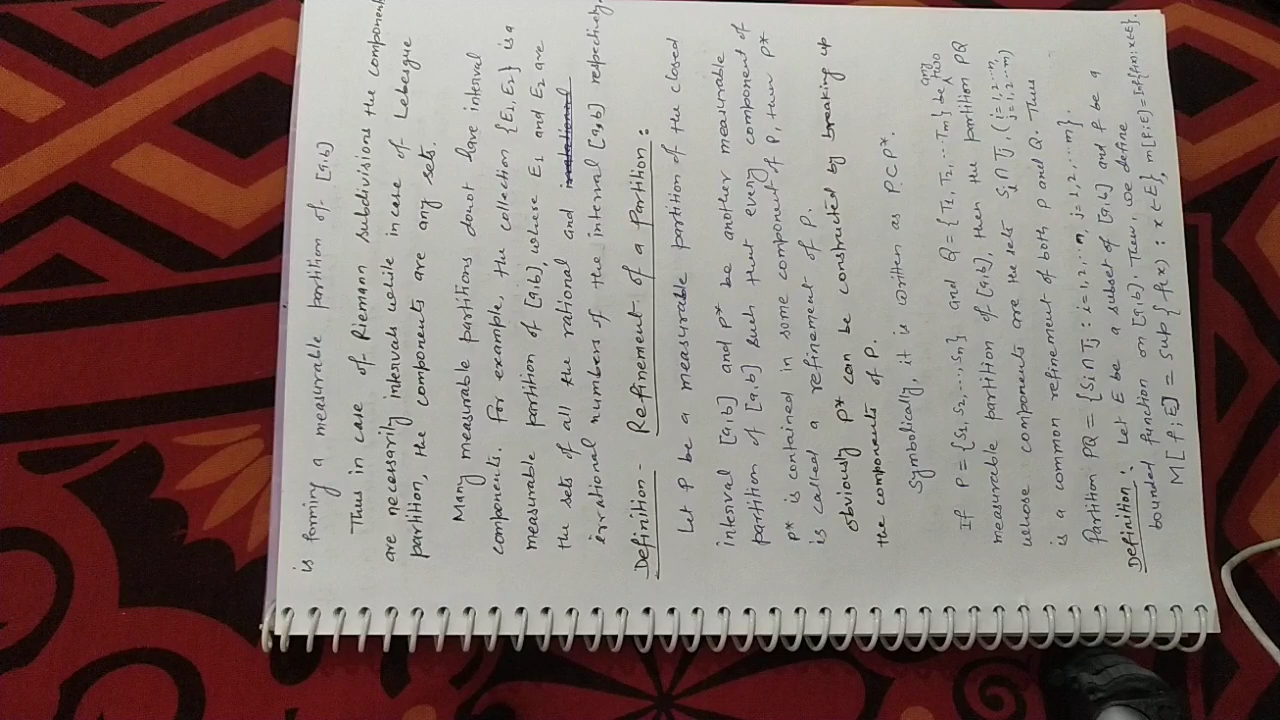 is forming a measurable partition of [a,b]
Thus in case of Riemann subdivisions the component
are necessarily intervals while in case of Lebesgue
partition, the components are any sets.
Many measurable partitions donot have interval
components. For example, the collection {E₁, E₂} is a
measurable partition of [a,b], where E₁ and E₂ are
the sets of all the rational and
irrational numbers of the interval [a,b] respectively.
Definition - Refinement of a Partition :
Let P be a measurable partition of the closed
interval [a,b] and P* be another measurable
partition of [a,b] such that every component of
P* is contained in some component of P, then P*
is called a refinement of P.
Obviously P* can be constructed by breaking up
the components of P.
Symbolically, it is written as P ⊂ P*.
If P = {S₁, S₂, ..., Sn} and Q = {T₁, T₂, ... Tm} be any two
measurable partition of [a,b], then the partition PQ
whose components are the sets Si ∩ Tj, (i=1,2...n j=1,2...m)
is a common refinement of both P and Q. Thus
Partition PQ = {Si ∩ Tj : i=1,2,...n, j=1,2,...m}.
Definition : Let E be a subset of [a,b] and f be a
bounded function on [a,b]. Then, we define
M[f;E] = Sup {f(x) : x ∈ E}, m[f;E] = Inf{f(x): x∈E}.